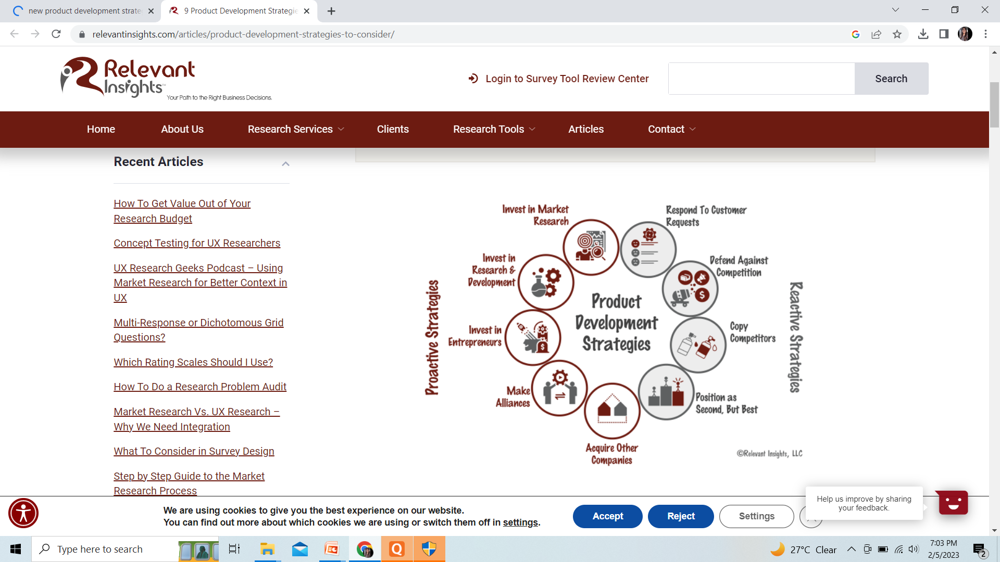 new product development strate
9 Product Development Strategie
relevantinsights.com/articles/product-development-strategies-to-consider/
Relevant
Insights™
Your Path to the Right Business Decisions.
Login to Survey Tool Review Center
Search
Home
About Us
Research Services
Clients
Research Tools
Articles
Contact
Recent Articles
How To Get Value Out of Your
Research Budget
Concept Testing for UX Researchers
UX Research Geeks Podcast – Using
Market Research for Better Context in
UX
Multi-Response or Dichotomous Grid
Questions?
Which Rating Scales Should I Use?
How To Do a Research Problem Audit
Market Research Vs. UX Research –
Why We Need Integration
What To Consider in Survey Design
Step by Step Guide to the Market
Research Process
Proactive Strategies
Invest in Market
Research
Invest in
Research &
Development
Invest in
Entrepreneurs
Make
Alliances
Acquire Other
Companies
Product
Development
Strategies
Respond To Customer
Requests
Defend Against
Competition
Copy
Competitors
Position as
Second, But Best
Reactive Strategies
©Relevant Insights, LLC
Help us improve by sharing
your feedback.
We are using cookies to give you the best experience on our website.
You can find out more about which cookies we are using or switch them off in settings.
Accept
Reject
Settings
Type here to search
27°C Clear
7:03 PM
2/5/2023
2